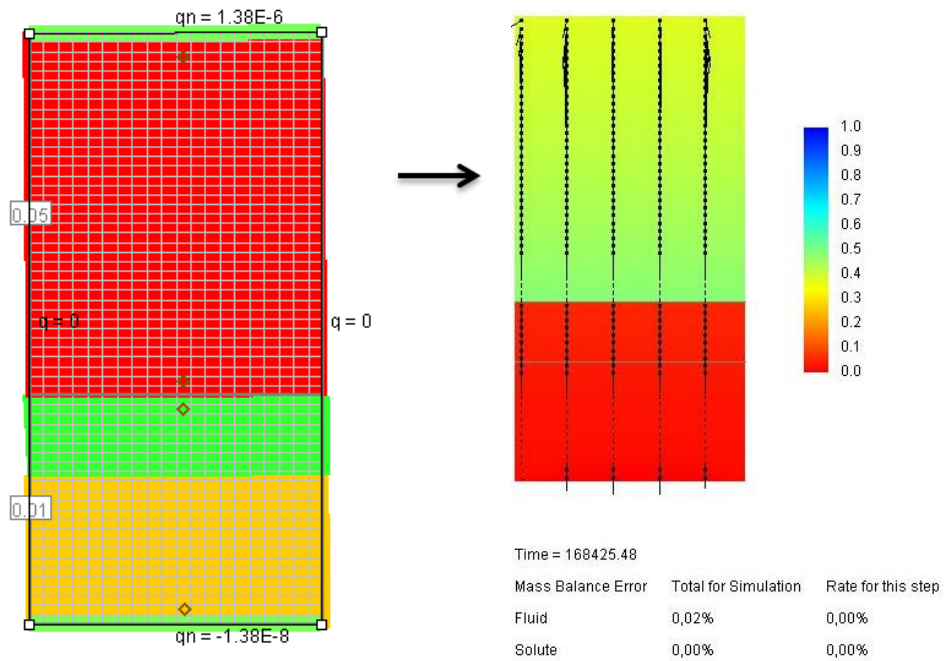 qn = 1.38E-6
0.05
q = 0
q = 0
0.01
qn = -1.38E-8
1.0
0.9
0.8
0.7
0.6
0.5
0.4
0.3
0.2
0.1
0.0
Time = 168425.48
Mass Balance Error Total for Simulation Rate for this step
Fluid 0,02% 0,00%
Solute 0,00% 0,00%